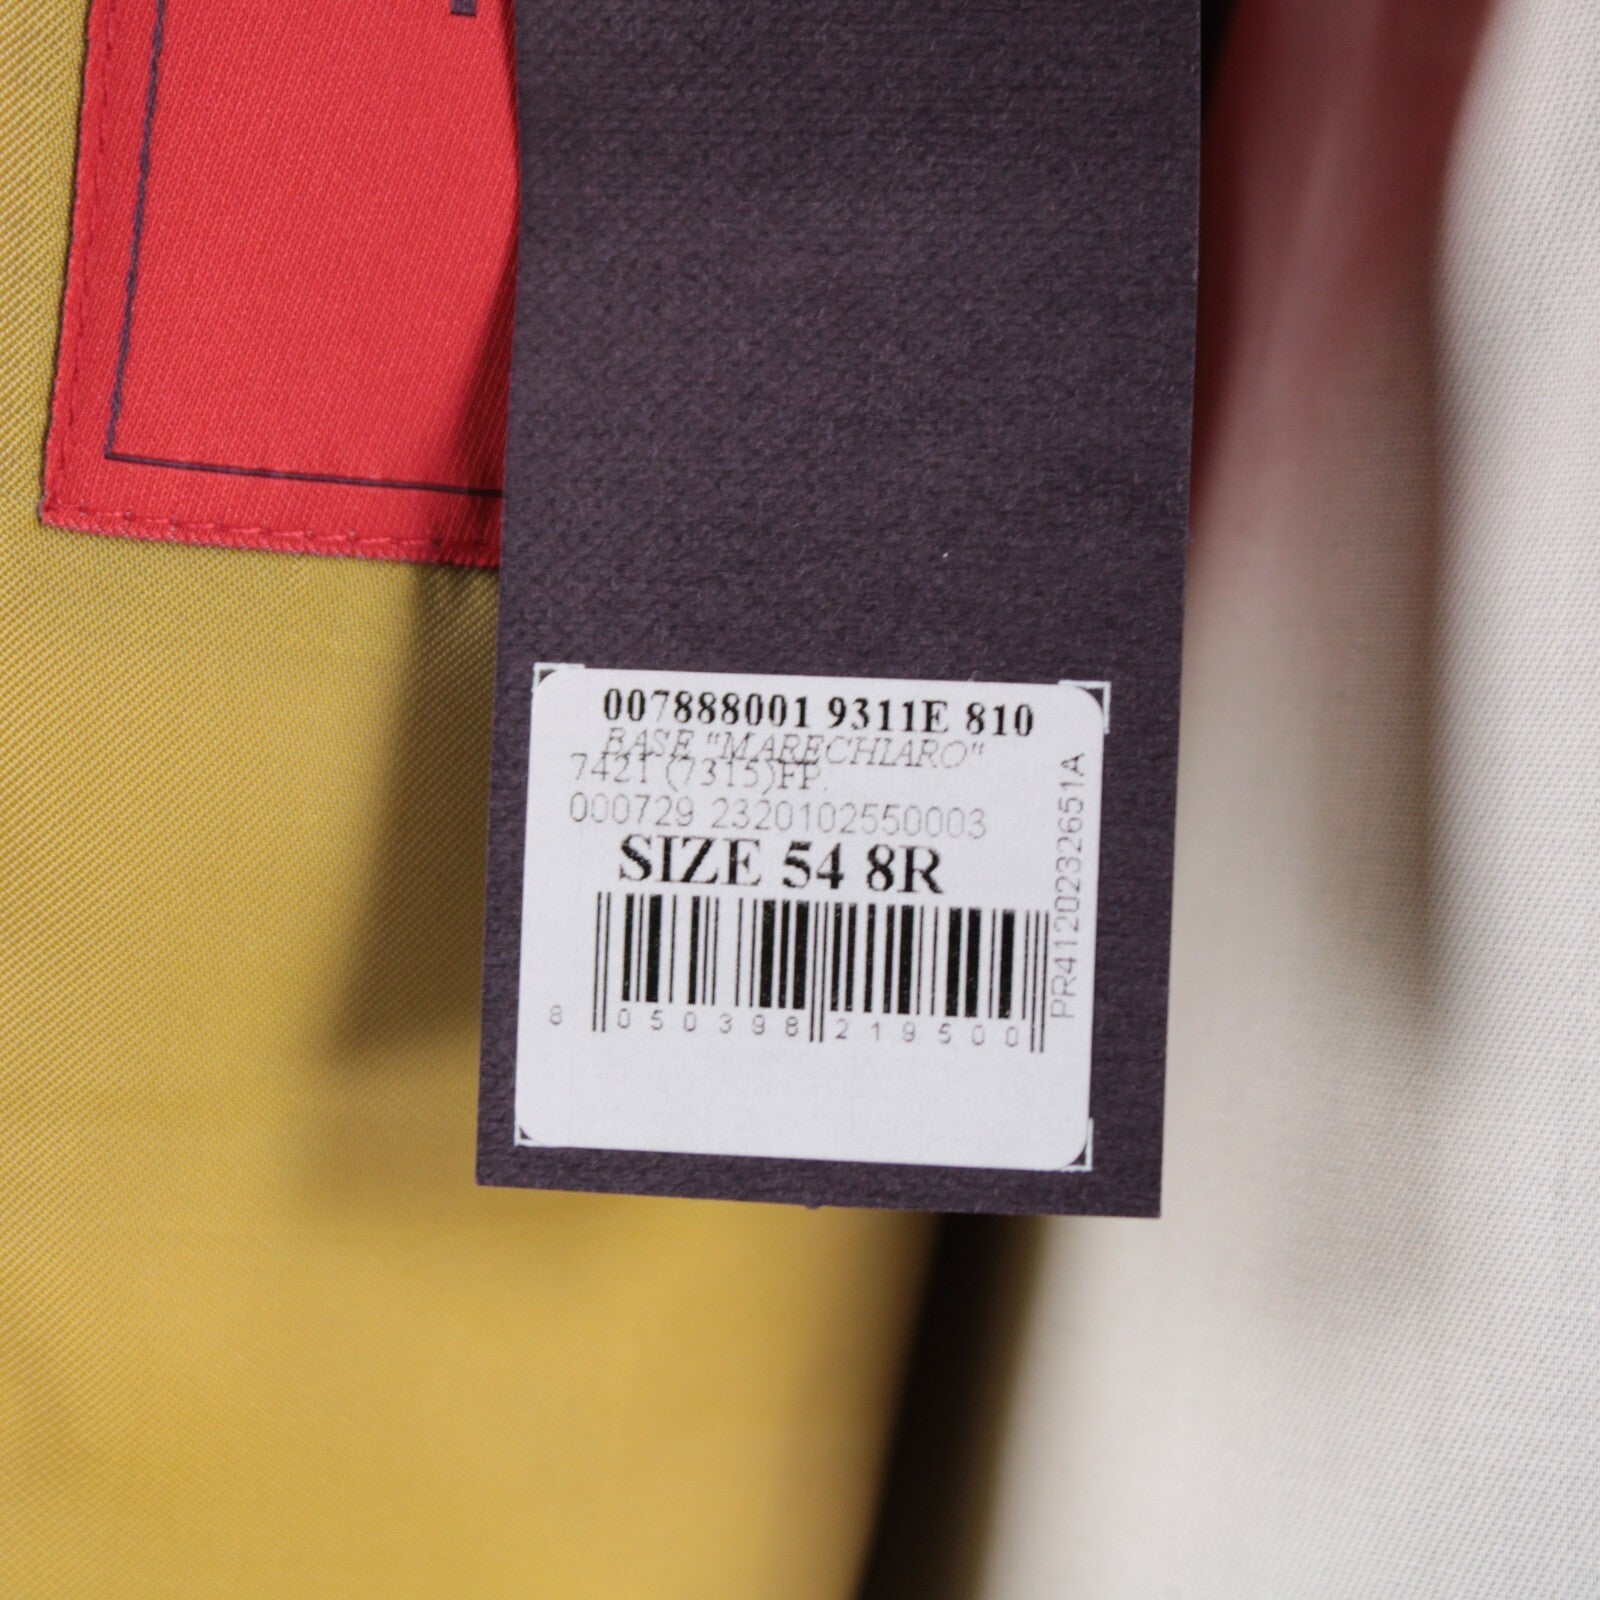 007888001 9311E 810
BASE "MARECHIARO"
7421 (7315)FP.
000729 2320102550003
SIZE 54 8R
8 050398 219500
PR4120232651A